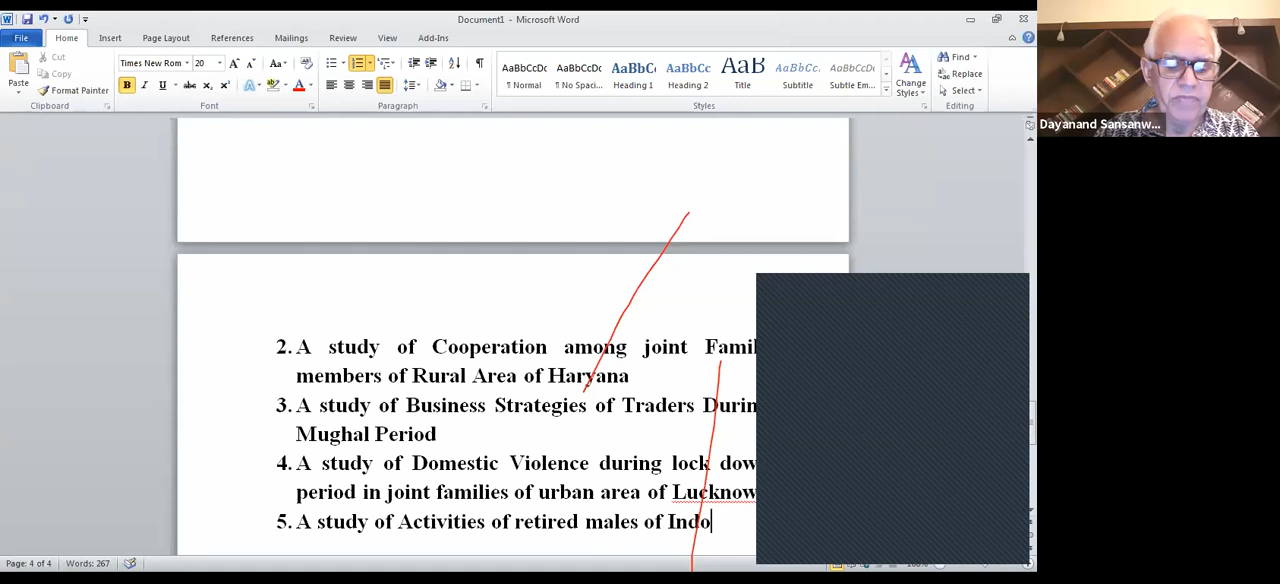 Document1 - Microsoft Word
File Home Insert Page Layout References Mailings Review View Add-Ins
Cut
Copy
Paste
Format Painter
Clipboard
Times New Rom 20
Font
Paragraph
AaBbCcDc AaBbCcDc AaBbC AaBbCc AaB AaBbCc. AaBbCcDc
¶ Normal ¶ No Spaci... Heading 1 Heading 2 Title Subtitle Subtle Em...
Change Styles
Styles
Find
Replace
Select
Editing
Dayanand Sansanw...
2. A study of Cooperation among joint Famil
members of Rural Area of Haryana
3. A study of Business Strategies of Traders Durin
Mughal Period
4. A study of Domestic Violence during lock dow
period in joint families of urban area of Lucknow
5. A study of Activities of retired males of Indo
Page: 4 of 4 Words: 267